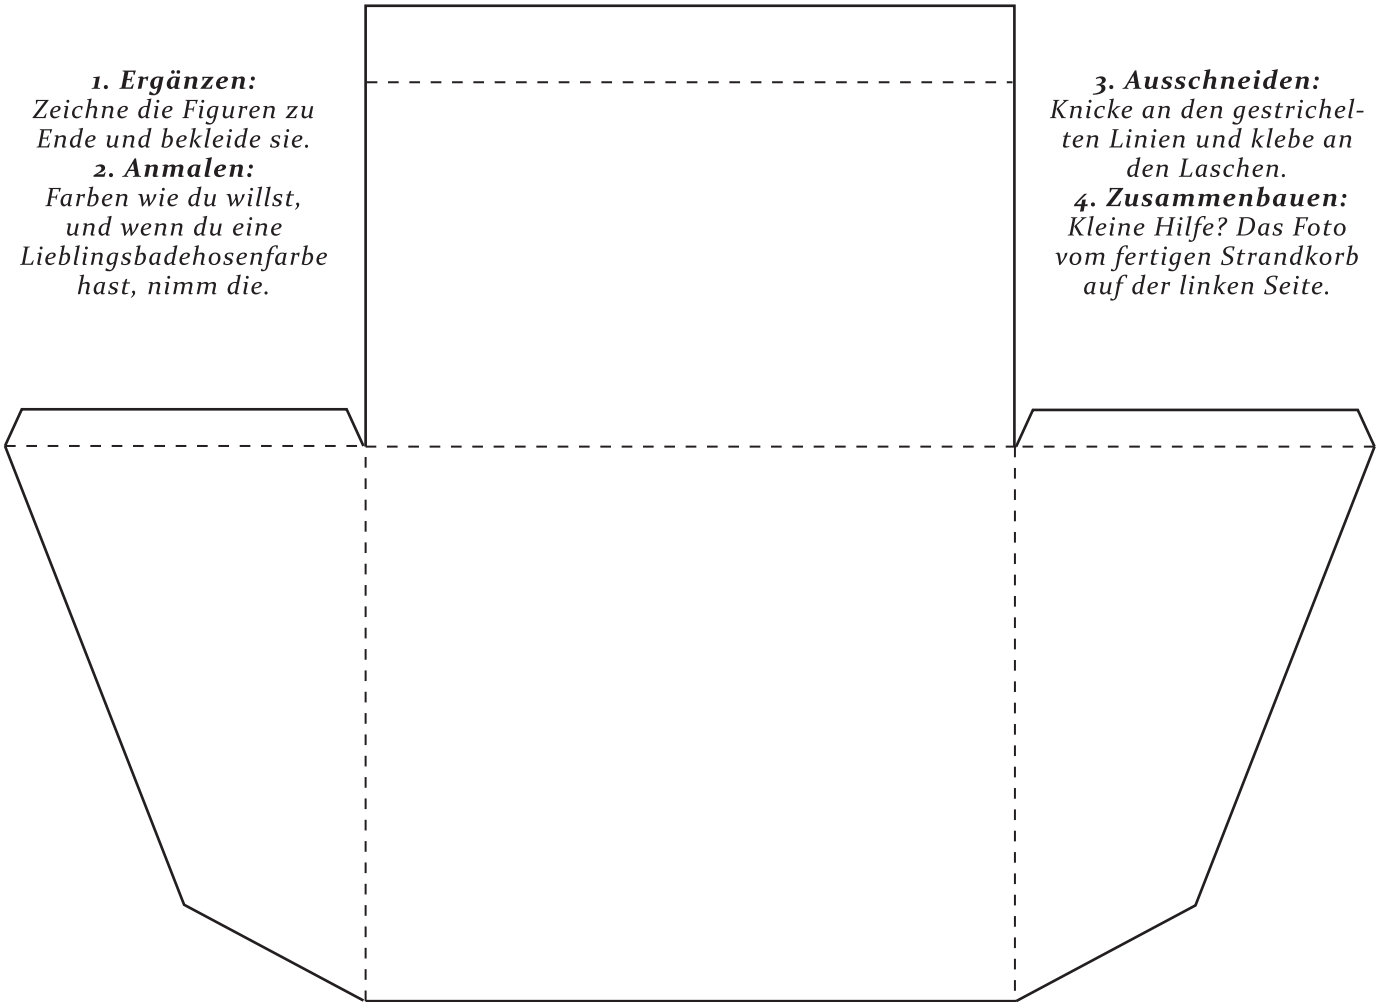 1. Ergänzen:
Zeichne die Figuren zu
Ende und bekleide sie.
2. Anmalen:
Farben wie du willst,
und wenn du eine
Lieblingsbadehosenfarbe
hast, nimm die.
3. Ausschneiden:
Knicke an den gestrichel-
ten Linien und klebe an
den Laschen.
4. Zusammenbauen:
Kleine Hilfe? Das Foto
vom fertigen Strandkorb
auf der linken Seite.